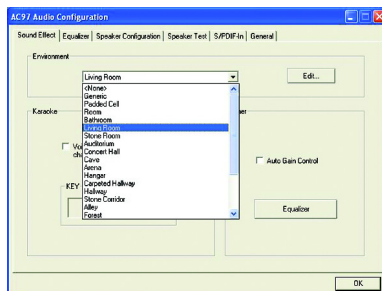 AC97 Audio Configuration
Sound Effect | Equalizer | Speaker Configuration | Speaker Test | S/PDIF-In | General
Environment
Living Room
Edit...
<None>
Generic
Padded Cell
Room
Bathroom
Living Room
Stone Room
Auditorium
Concert Hall
Cave
Arena
Hangar
Carpeted Hallway
Hallway
Stone Corridor
Alley
Forest
Karaoke
Auto Gain Control
KEY
Equalizer
OK